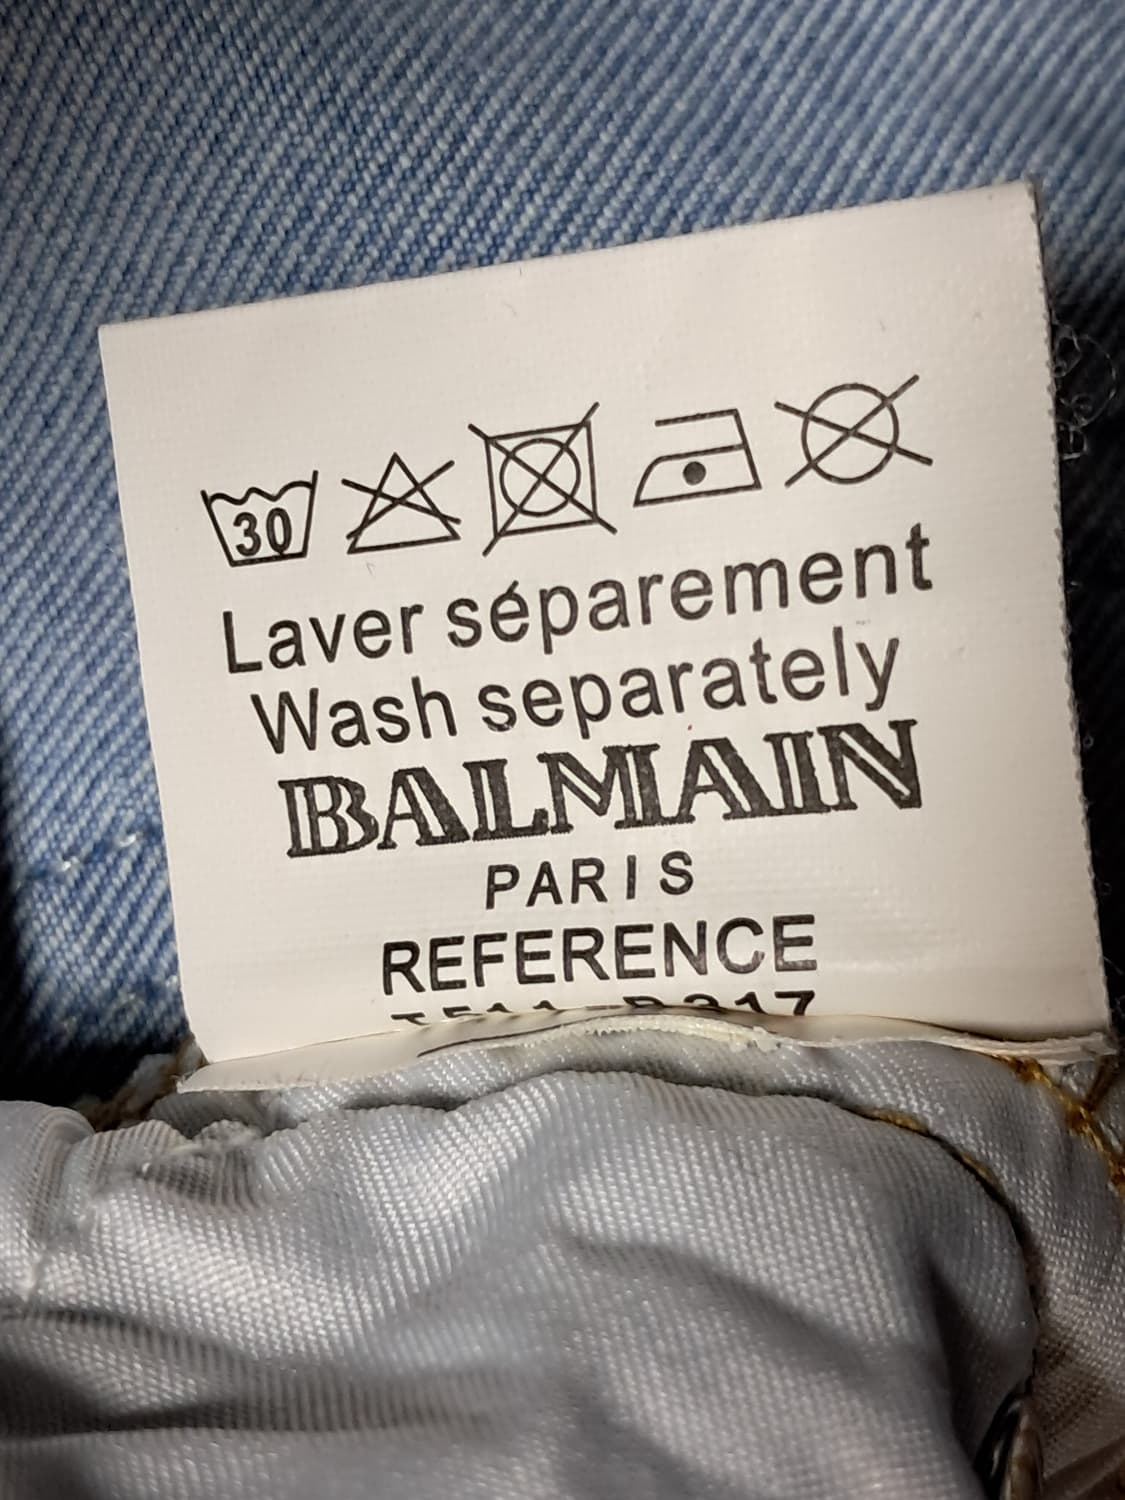 30
Laver séparement
Wash separately
BALMAIN
PARIS
REFERENCE